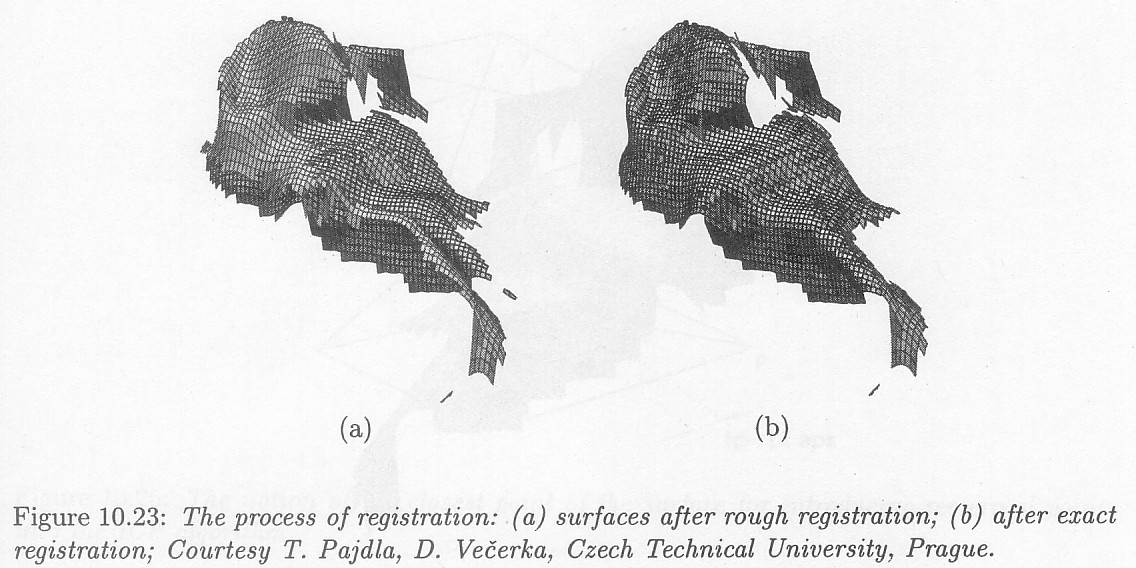 (a)
(b)
Figure 10.23: The process of registration: (a) surfaces after rough registration; (b) after exact
registration; Courtesy T. Pajdla, D. Večerka, Czech Technical University, Prague.